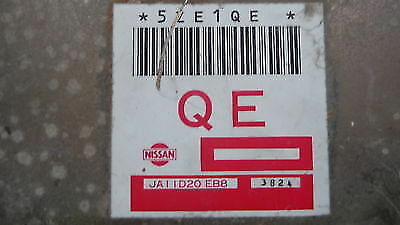 *5ZE1QE*
QE
NISSAN
JA11D20 EB8 3824